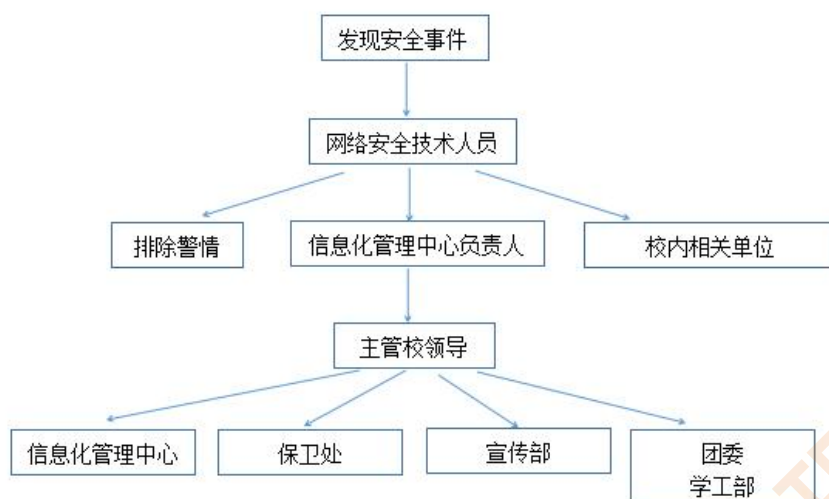 发现安全事件
网络安全技术人员
排除警情
信息化管理中心负责人
校内相关单位
主管校领导
信息化管理中心
保卫处
宣传部
团委
学工部